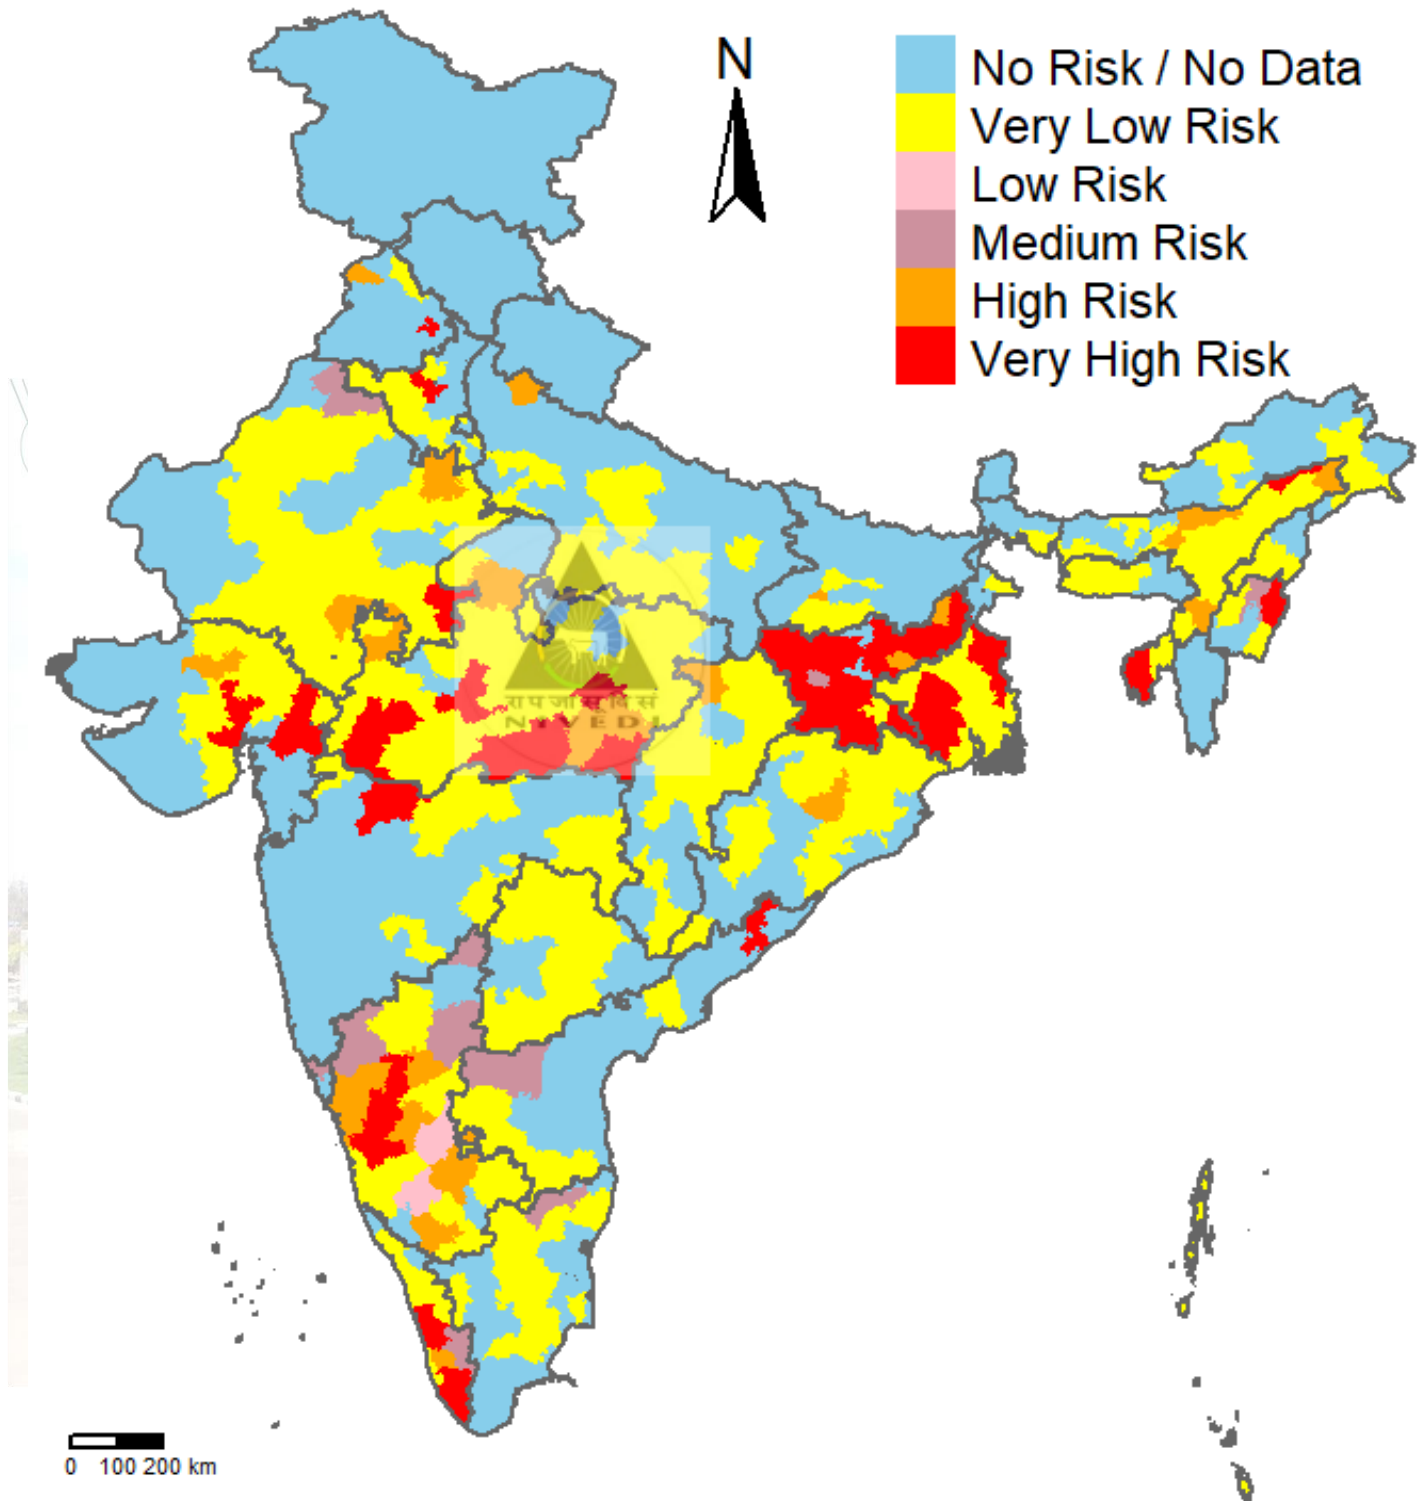 N
No Risk / No Data
Very Low Risk
Low Risk
Medium Risk
High Risk
Very High Risk
NIVEDI
0 100 200 km